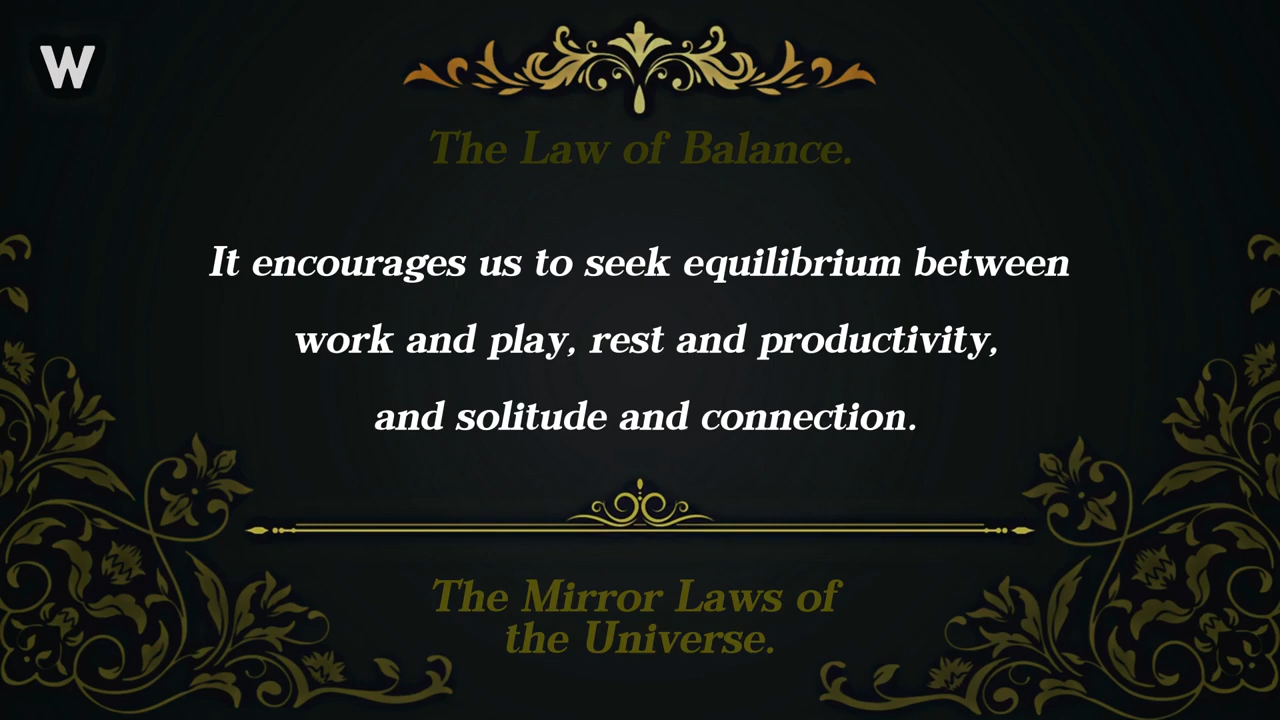 W
The Law of Balance.
It encourages us to seek equilibrium between
work and play, rest and productivity,
and solitude and connection.
The Mirror Laws of
the Universe.